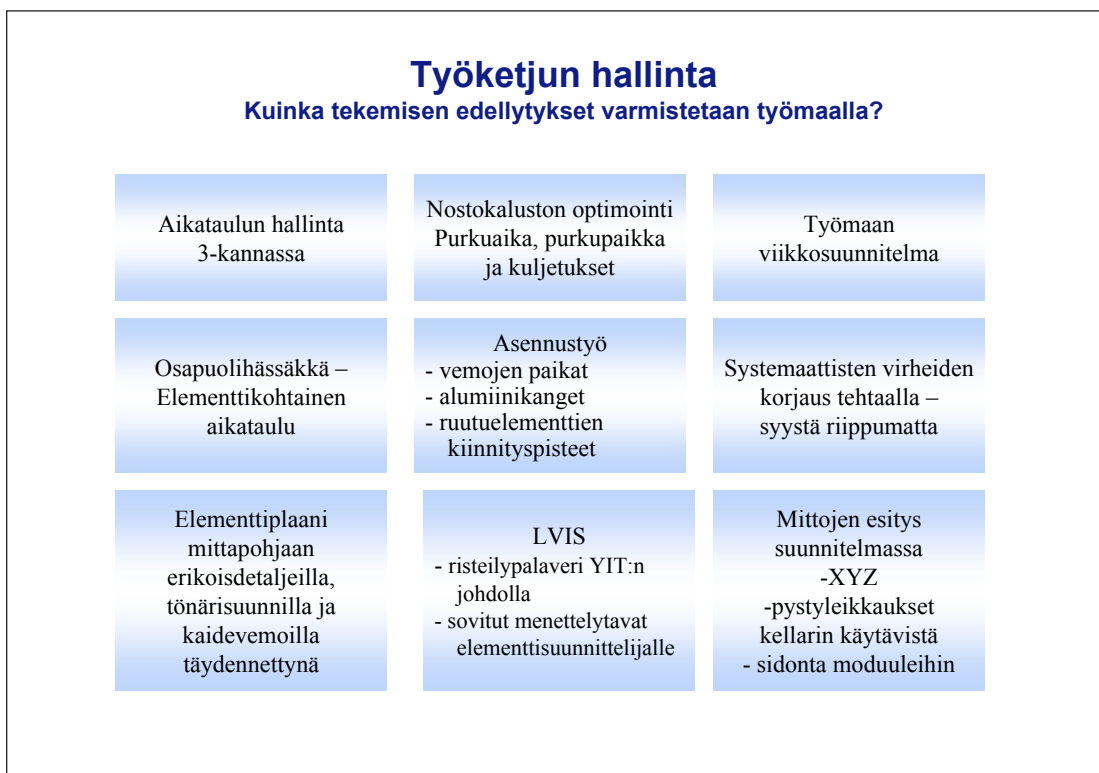 Työketjun hallinta
Kuinka tekemisen edellytykset varmistetaan työmaalla?
Aikataulun hallinta
3-kannassa
Nostokaluston optimointi
Purkuaika, purkupaikka
ja kuljetukset
Työmaan
viikkosuunnitelma
Osapuolihässäkkä –
Elementtikohtainen
aikataulu
Asennustyö
- vemojen paikat
- alumiinikanget
- ruutuelementtien
kiinnityspisteet
Systemaattisten virheiden
korjaus tehtaalla –
syystä riippumatta
Elementtiplaani
mittapohjaan
erikoisdetaljeilla,
tönärisuunnilla ja
kaidevemoilla
täydennettynä
LVIS
- risteilypalaveri YIT:n
johdolla
- sovitut menettelytavat
elementtisuunnittelijalle
Mittojen esitys
suunnitelmassa
-XYZ
-pystyleikkaukset
kellarin käytävistä
- sidonta moduuleihin